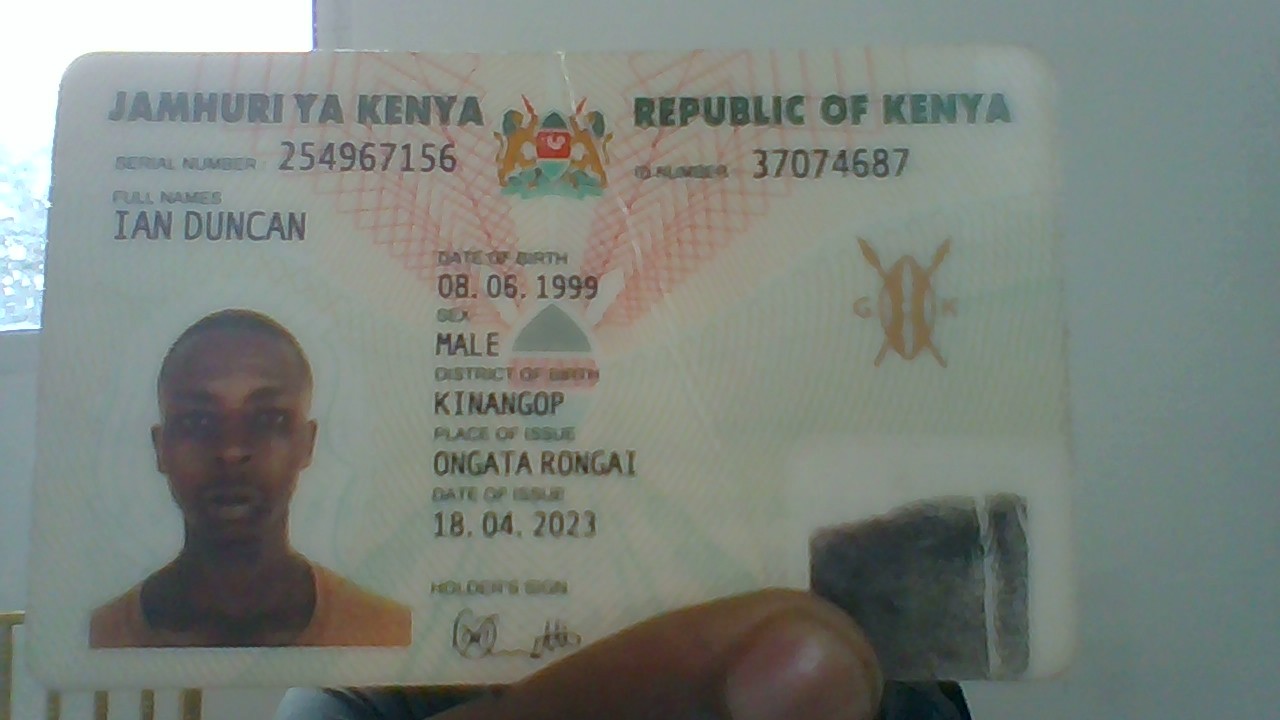 JAMHURI YA KENYA
REPUBLIC OF KENYA
SERIAL NUMBER 254967156
ID NUMBER 37074687
FULL NAMES
IAN DUNCAN
DATE OF BIRTH
08. 06. 1999
SEX
MALE
DISTRICT OF BIRTH
KINANGOP
PLACE OF ISSUE
ONGATA RONGAI
DATE OF ISSUE
18. 04. 2023
HOLDER'S SIGN
G K